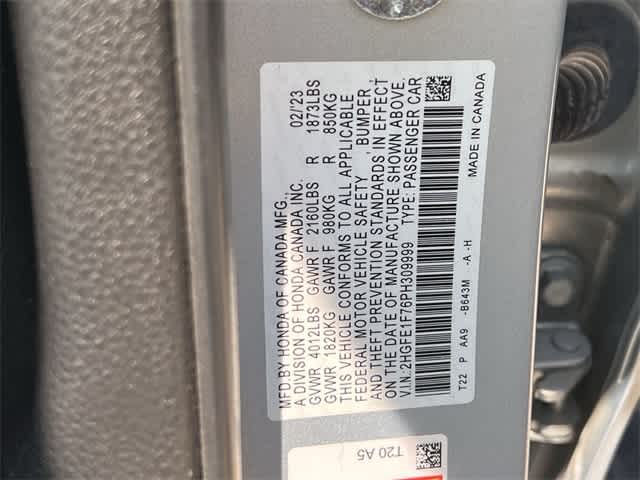 MFD.BY HONDA OF CANADA MFG., 02/'23
A DIVISION OF HONDA CANADA INC.
GVWR 4012LBS GAWR F 2160LBS R 1873LBS
GVWR 1820KG GAWR F 980KG R 850KG
THIS VEHICLE CONFORMS TO ALL APPLICABLE
FEDERAL MOTOR VEHICLE SAFETY , BUMPER ,
AND THEFT PREVENTION STANDARDS IN EFFECT
ON THE DATE OF MANUFACTURE SHOWN ABOVE.
V.I.N.:2HGFE1F76PH309999 TYPE: PASSENGER CAR
T22 P AA9 -B643M -A -H MADE IN CANADA
T20 A5